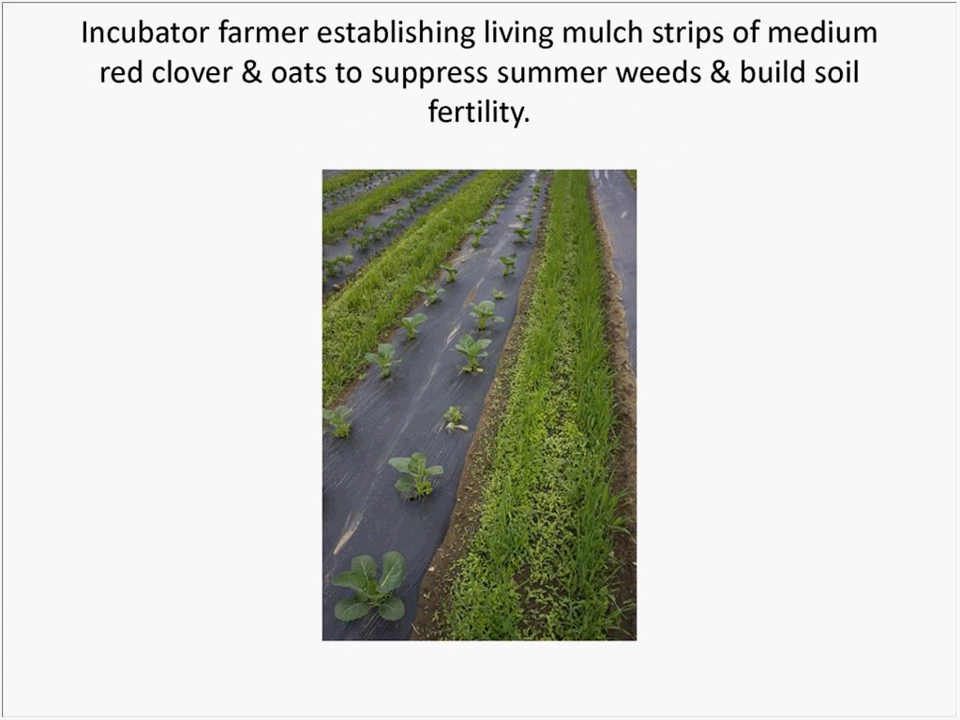 Incubator farmer establishing living mulch strips of medium
red clover & oats to suppress summer weeds & build soil
fertility.